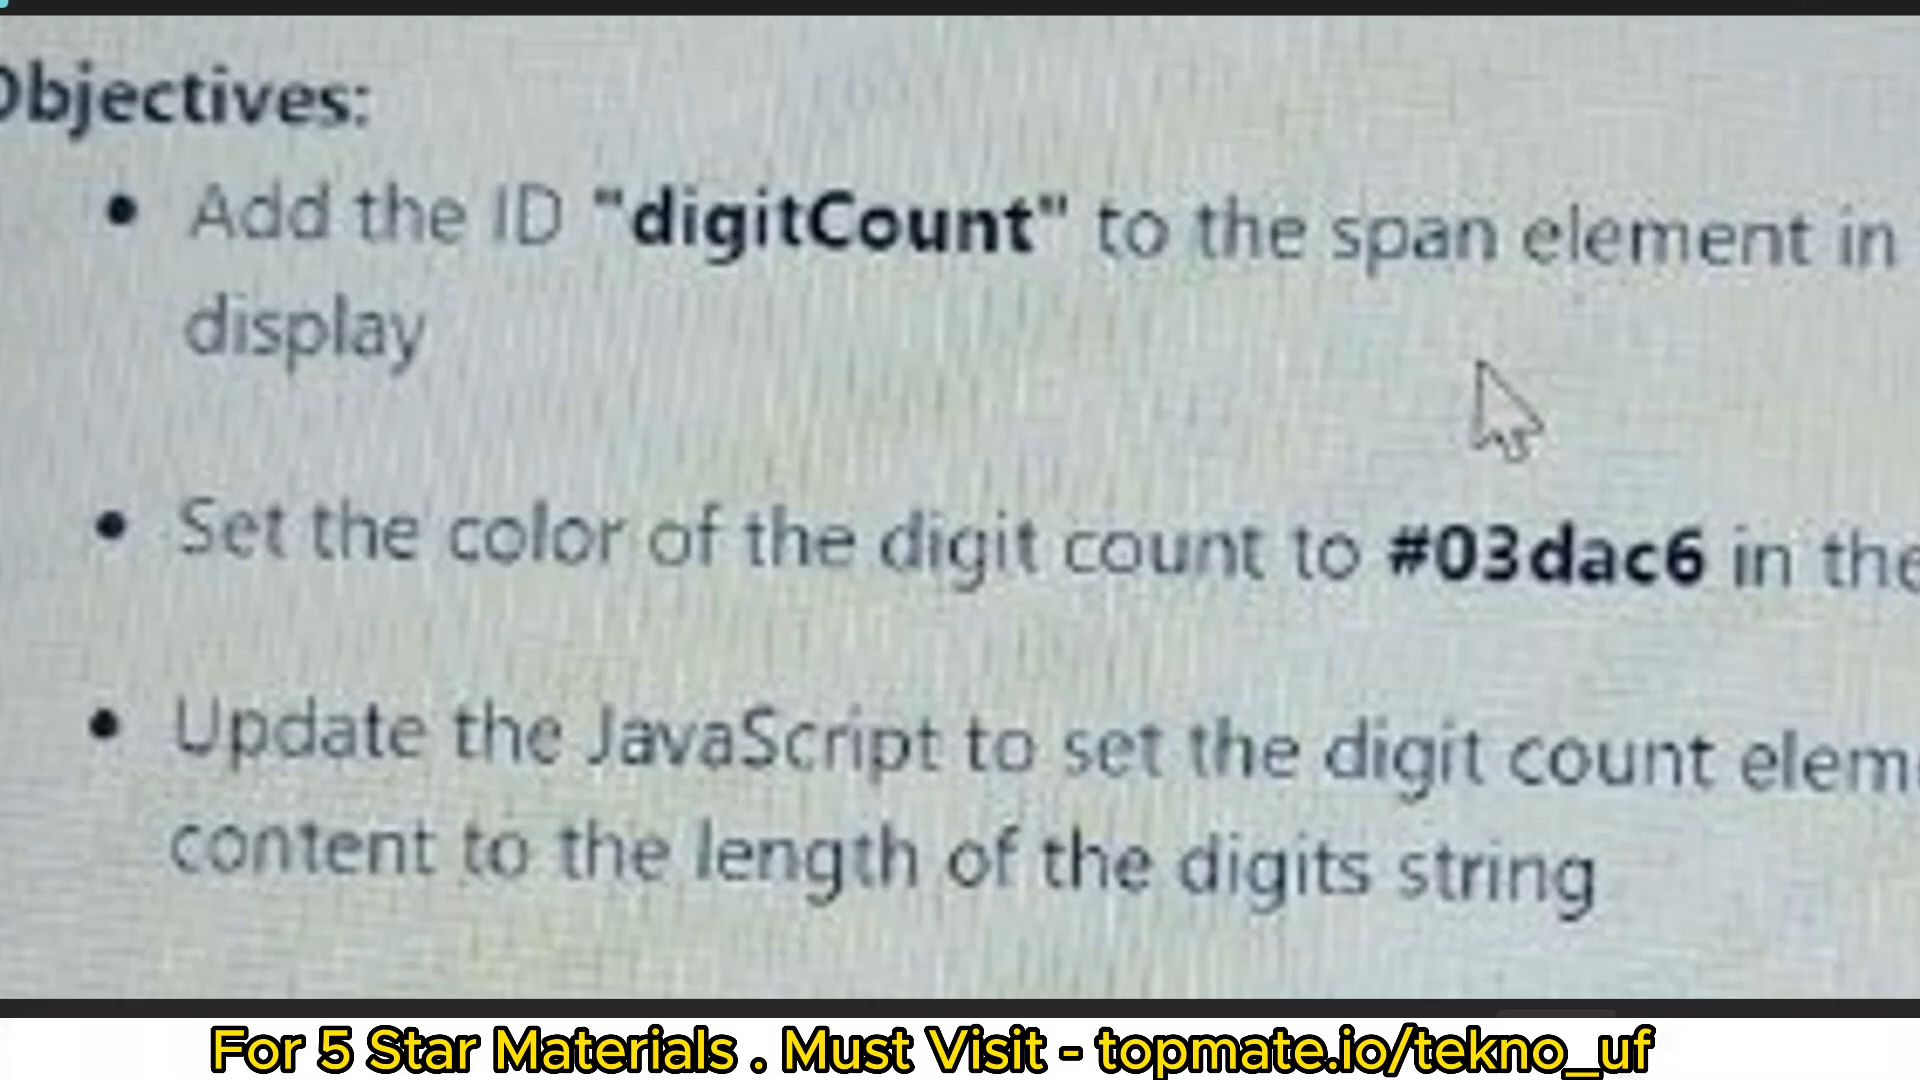 Objectives:
• Add the ID "digitCount" to the span element in
display
• Set the color of the digit count to #03dac6 in the
• Update the JavaScript to set the digit count elem
content to the length of the digits string
For 5 Star Materials . Must Visit - topmate.io/tekno_uf